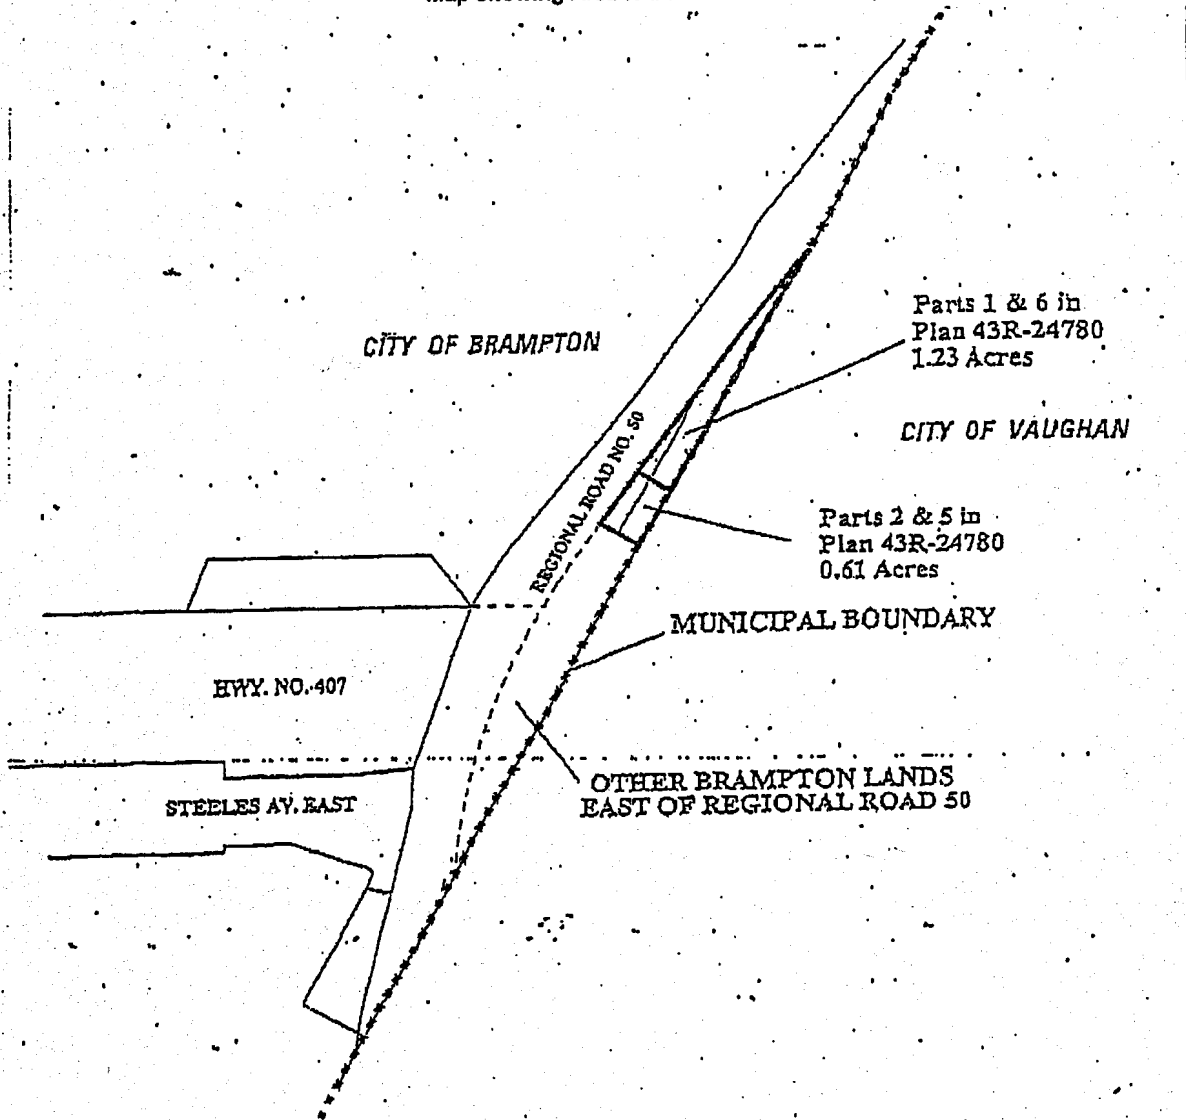 Map showing
CITY OF BRAMPTON
Parts 1 & 6 in
Plan 43R-24780
1.23 Acres
CITY OF VAUGHAN
REGIONAL ROAD NO. 50
Parts 2 & 5 in
Plan 43R-24780
0.61 Acres
MUNICIPAL BOUNDARY
HWY. NO. 407
OTHER BRAMPTON LANDS
EAST OF REGIONAL ROAD 50
STEELES AV. EAST